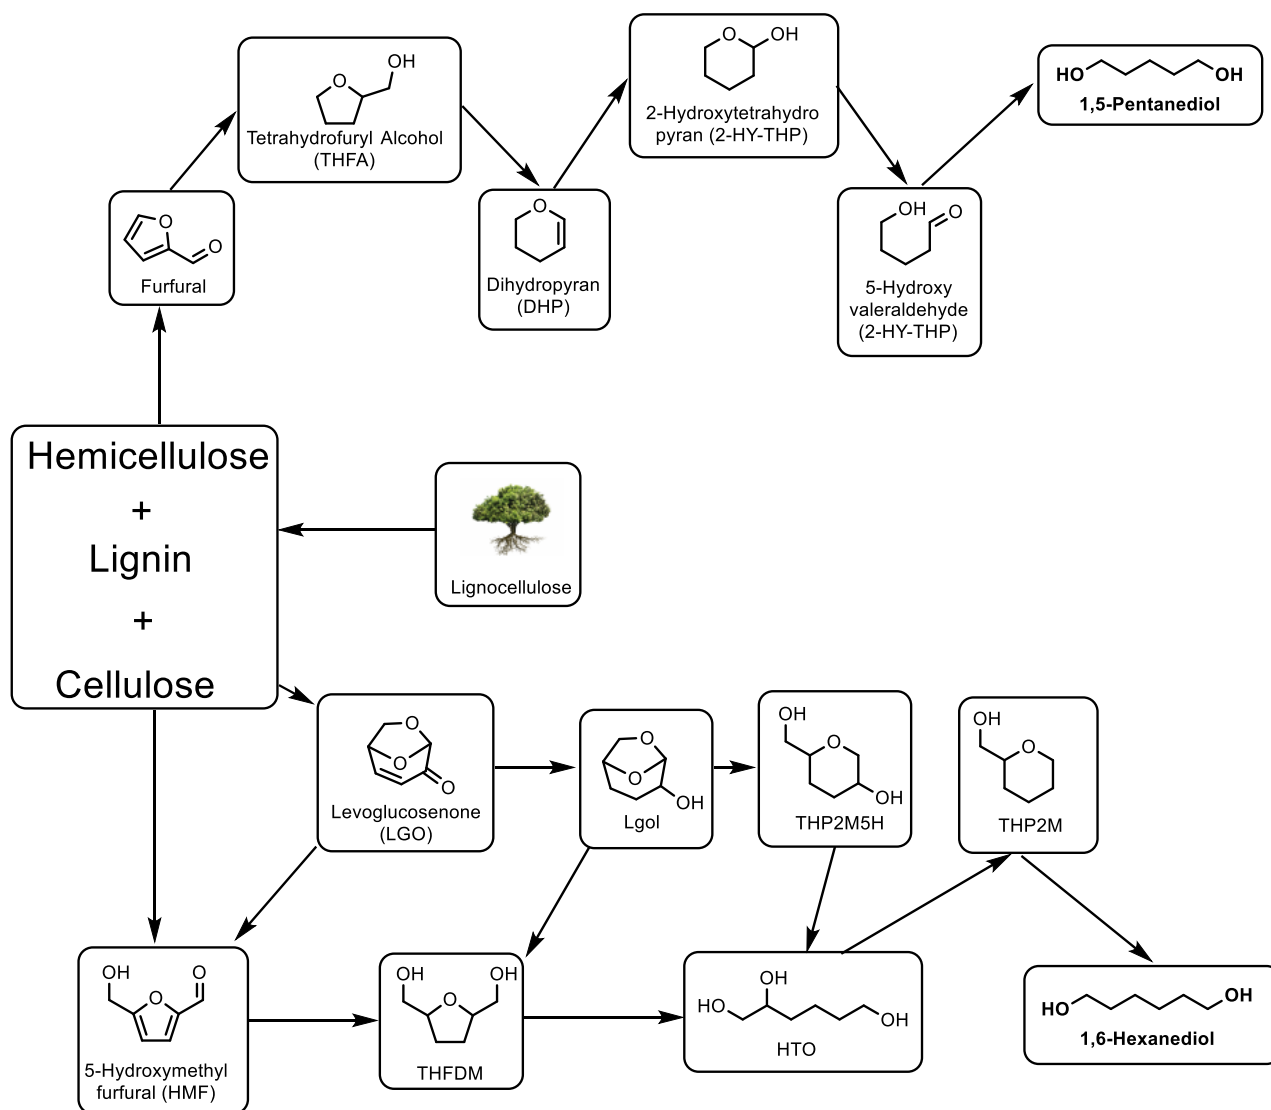 OH
O
Tetrahydrofuryl Alcohol
(THFA)
O
OH
2-Hydroxytetrahydro
pyran (2-HY-THP)
HO
OH
1,5-Pentanediol
O
O
Furfural
O
Dihydropyran
(DHP)
OH
O
5-Hydroxy
valeraldehyde
(2-HY-THP)
Hemicellulose
+
Lignin
+
Cellulose
Lignocellulose
O
O
O
Levoglucosenone
(LGO)
O
O
OH
Lgol
OH
O
OH
THP2M5H
OH
O
THP2M
OH
O
O
5-Hydroxymethyl
furfural (HMF)
OH
OH
O
THFDM
OH
HO
OH
HTO
HO
OH
1,6-Hexanediol